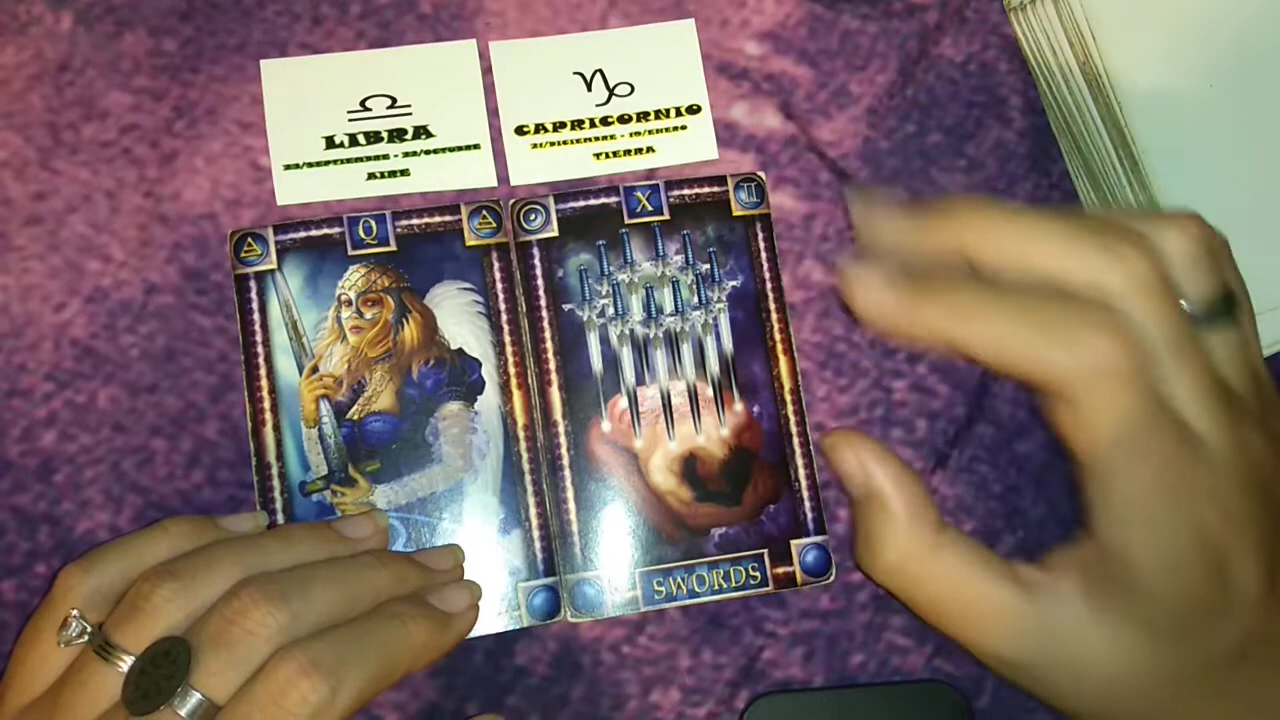 LIBRA
23/SEPTIEMBRE - 22/OCTUBRE
AIRE
CAPRICORNIO
21/DICIEMBRE - 19/ENERO
TIERRA
Q
X
SWORDS